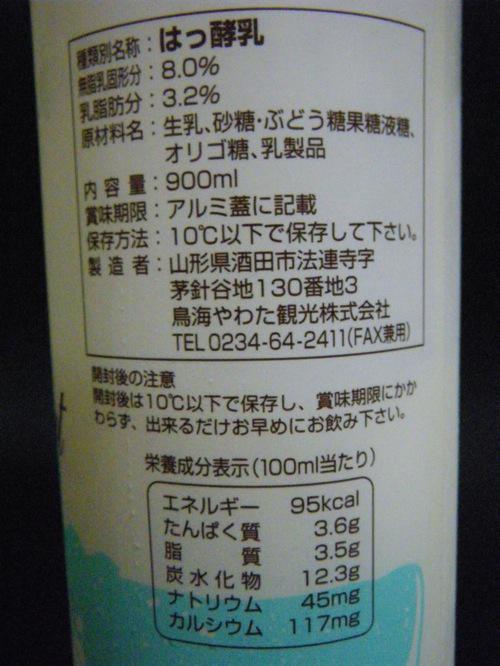 種類別名称：はっ酵乳
無脂乳固形分：8.0%
乳脂肪分：3.2%
原材料名：生乳、砂糖・ぶどう糖果糖液糖、
オリゴ糖、乳製品
内容量：900ml
賞味期限：アルミ蓋に記載
保存方法：10℃以下で保存して下さい。
製造者：山形県酒田市法連寺字
茅針谷地130番地3
鳥海やわた観光株式会社
TEL 0234-64-2411(FAX兼用)
開封後の注意
開封後は10℃以下で保存し、賞味期限にかか
わらず、出来るだけお早めにお飲み下さい。
栄養成分表示(100ml当たり)
エネルギー 95kcal
たんぱく質 3.6g
脂質 3.5g
炭水化物 12.3g
ナトリウム 45mg
カルシウム 117mg